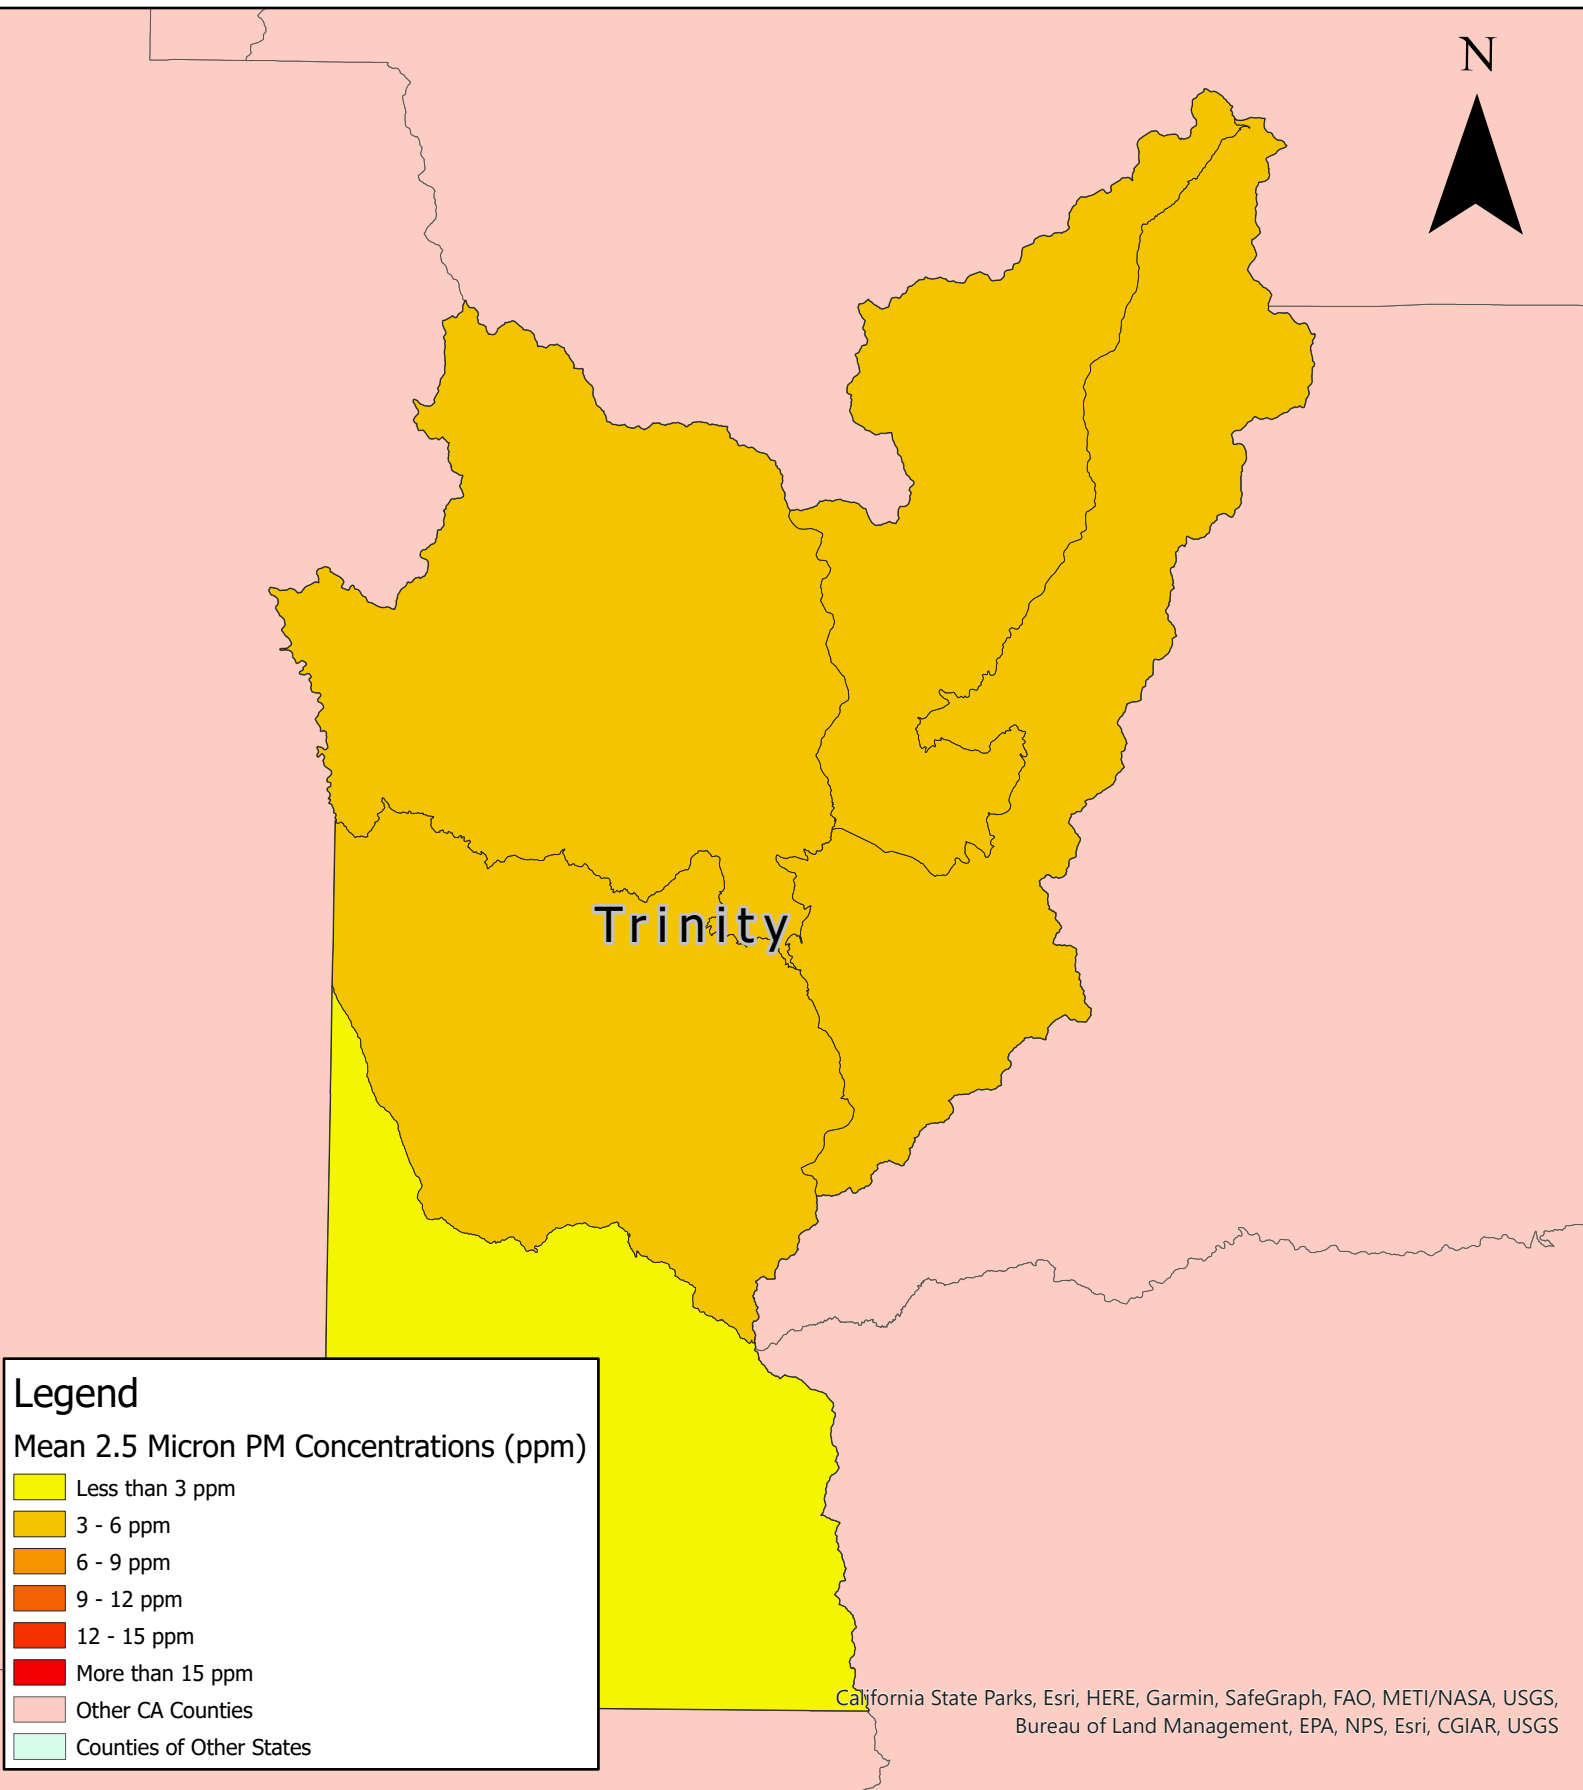 N
Trinity
Legend
Mean 2.5 Micron PM Concentrations (ppm)
Less than 3 ppm
3 - 6 ppm
6 - 9 ppm
9 - 12 ppm
12 - 15 ppm
More than 15 ppm
Other CA Counties
Counties of Other States
California State Parks, Esri, HERE, Garmin, SafeGraph, FAO, METI/NASA, USGS,
Bureau of Land Management, EPA, NPS, Esri, CGIAR, USGS